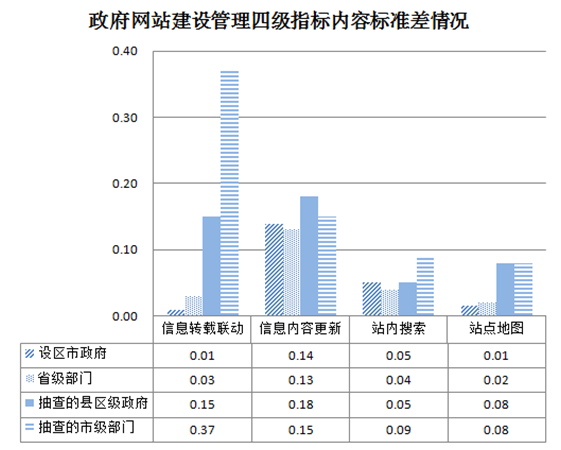 政府网站建设管理四级指标内容标准差情况
0.40
0.30
0.20
0.10
0.00
信息转载联动 信息内容更新 站内搜索 站点地图
设区市政府 0.01 0.14 0.05 0.01
省级部门 0.03 0.13 0.04 0.02
抽查的县区级政府 0.15 0.18 0.05 0.08
抽查的市级部门 0.37 0.15 0.09 0.08